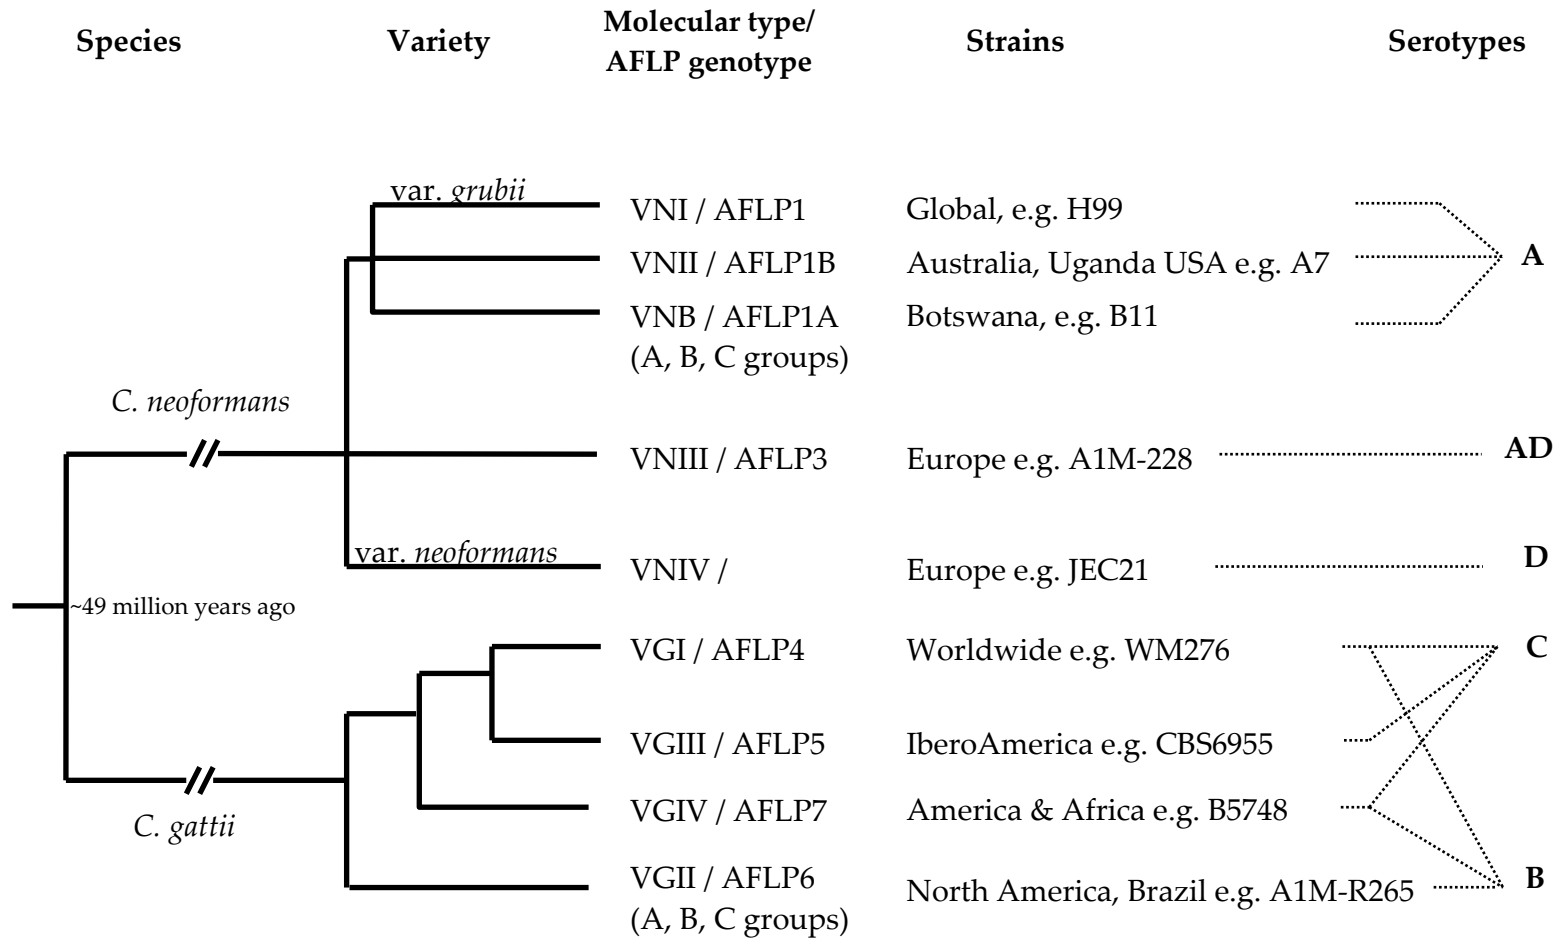 Species
Variety
Molecular type/
AFLP genotype
Strains
Serotypes
var. grubii
VNI / AFLP1
Global, e.g. H99
VNII / AFLP1B
Australia, Uganda USA e.g. A7
A
VNB / AFLP1A
(A, B, C groups)
Botswana, e.g. B11
C. neoformans
VNIII / AFLP3
Europe e.g. A1M-228
AD
var. neoformans
VNIV /
Europe e.g. JEC21
D
~49 million years ago
VGI / AFLP4
Worldwide e.g. WM276
C
VGIII / AFLP5
IberoAmerica e.g. CBS6955
C. gattii
VGIV / AFLP7
America & Africa e.g. B5748
VGII / AFLP6
(A, B, C groups)
North America, Brazil e.g. A1M-R265
B